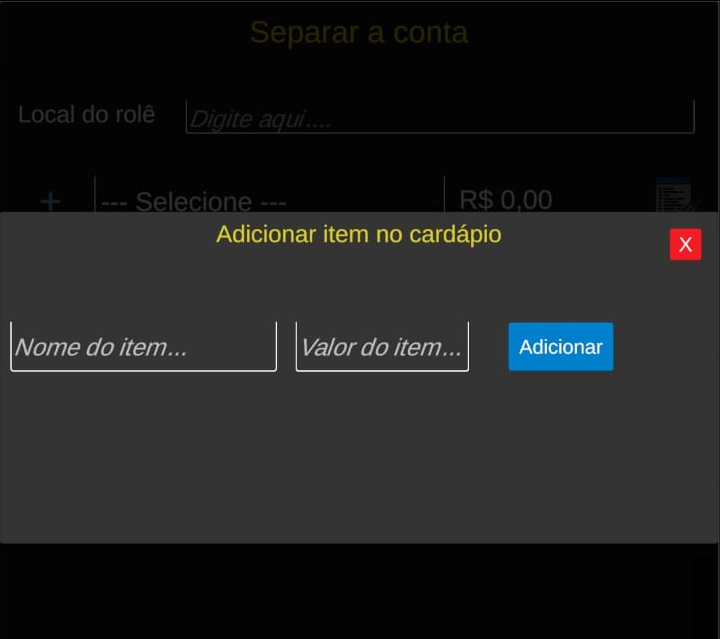 Separar a conta
Local do rolê Digite aqui....
+ --- Selecione --- R$ 0,00
Adicionar item no cardápio X
Nome do item... Valor do item... Adicionar